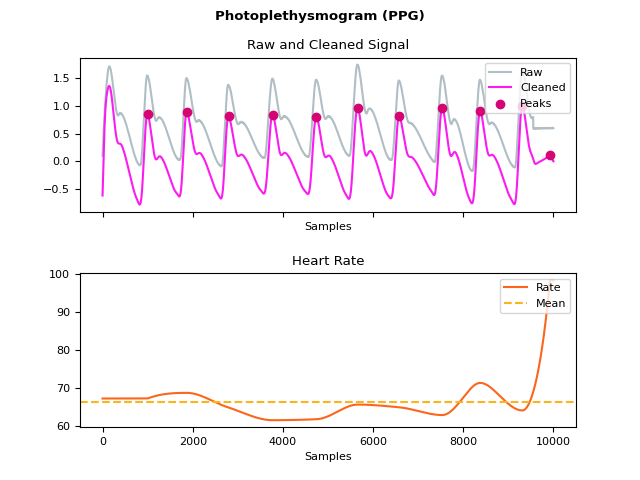 Photoplethysmogram (PPG)
Raw and Cleaned Signal
Raw
Cleaned
Peaks
1.5
1.0
0.5
0.0
−0.5
Samples
Heart Rate
Rate
Mean
100
90
80
70
60
0 2000 4000 6000 8000 10000
Samples